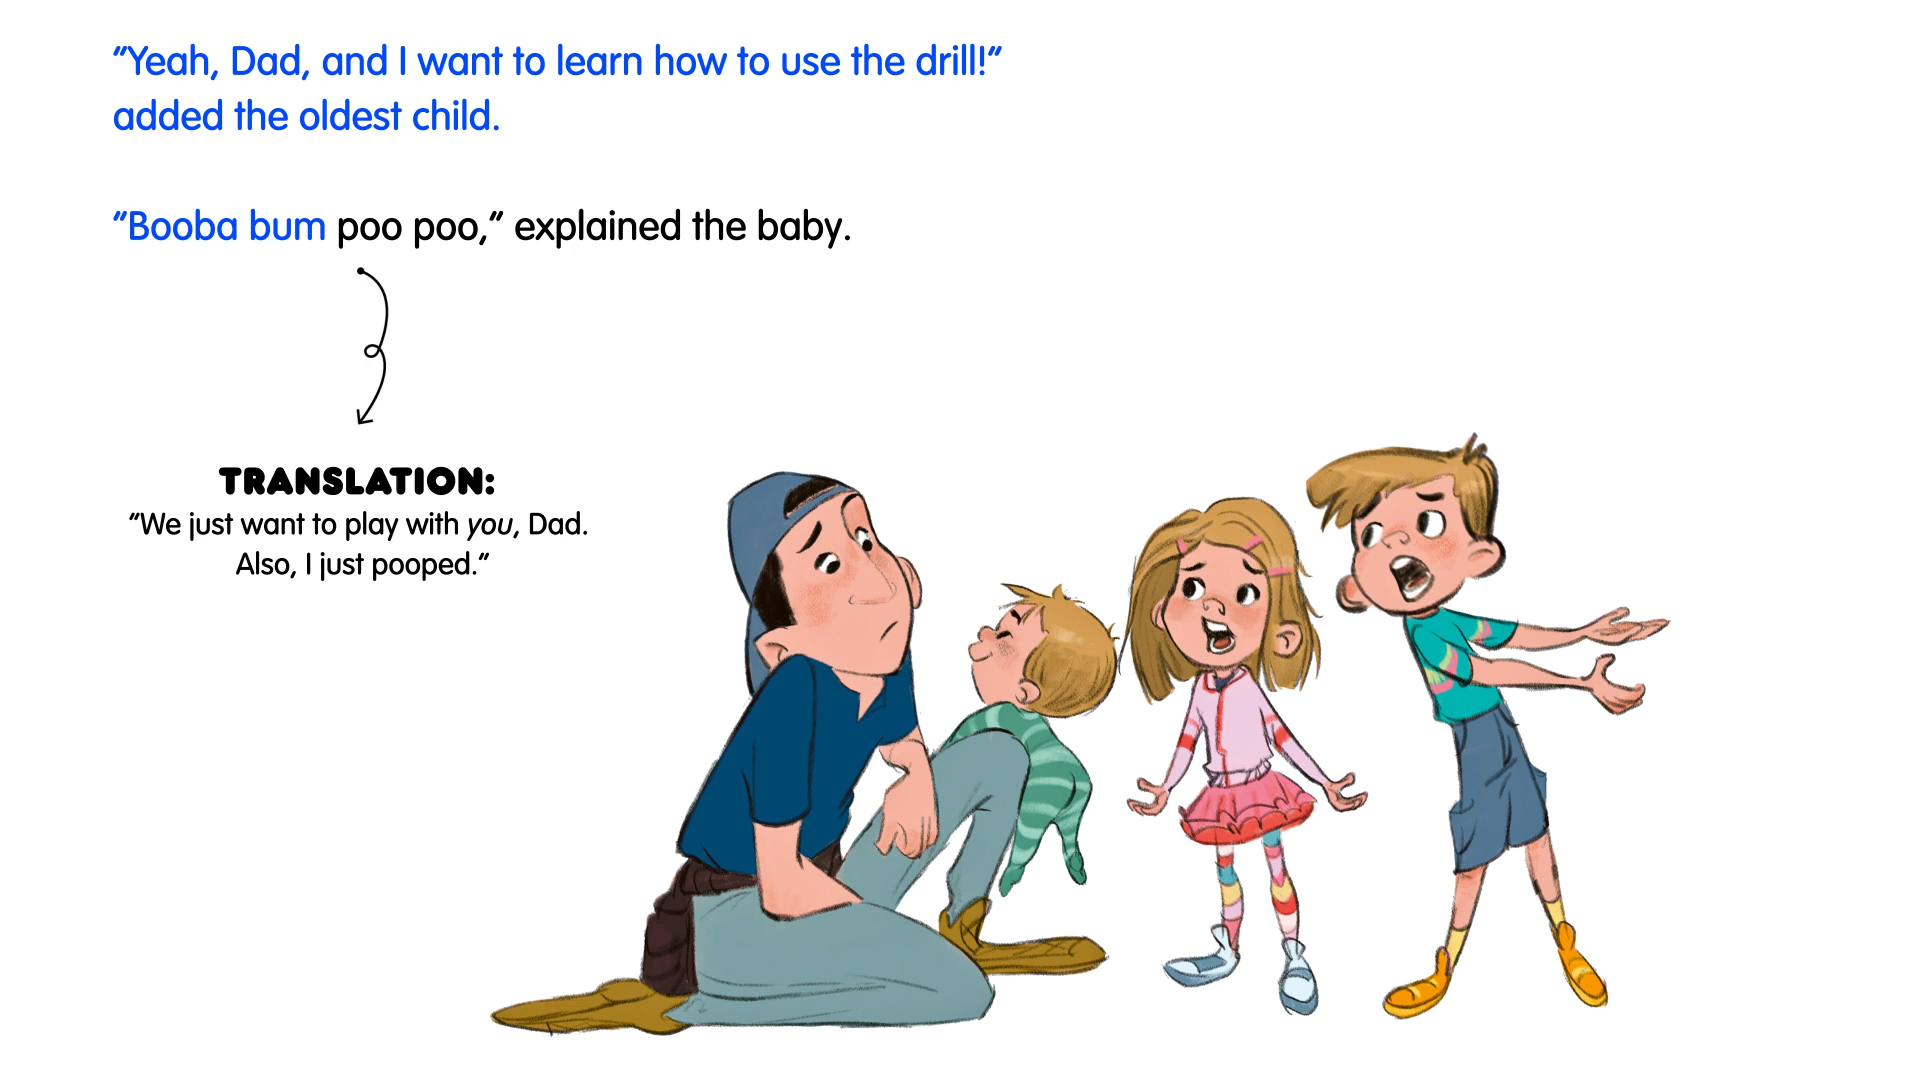 “Yeah, Dad, and I want to learn how to use the drill!”
added the oldest child.
“Booba bum poo poo,” explained the baby.
TRANSLATION:
“We just want to play with you, Dad.
Also, I just pooped.”